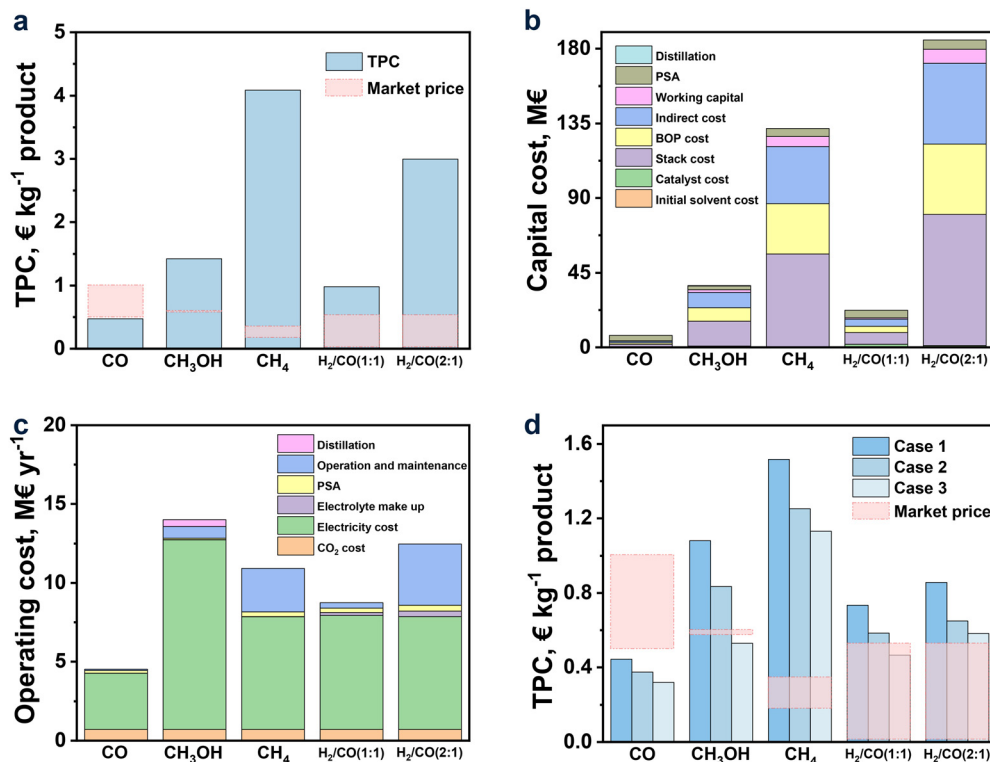 a
TPC, € kg⁻¹ product
5
4
3
2
1
0
TPC
Market price
CO
CH₃OH
CH₄
H₂/CO(1:1)
H₂/CO(2:1)
b
Capital cost, M€
180
135
90
45
0
Distillation
PSA
Working capital
Indirect cost
BOP cost
Stack cost
Catalyst cost
Initial solvent cost
CO
CH₃OH
CH₄
H₂/CO(1:1)
H₂/CO(2:1)
c
Operating cost, M€ yr⁻¹
20
15
10
5
0
Distillation
Operation and maintenance
PSA
Electrolyte make up
Electricity cost
CO₂ cost
CO
CH₃OH
CH₄
H₂/CO(1:1)
H₂/CO(2:1)
d
TPC, € kg⁻¹ product
1.6
1.2
0.8
0.4
0.0
Case 1
Case 2
Case 3
Market price
CO
CH₃OH
CH₄
H₂/CO(1:1)
H₂/CO(2:1)